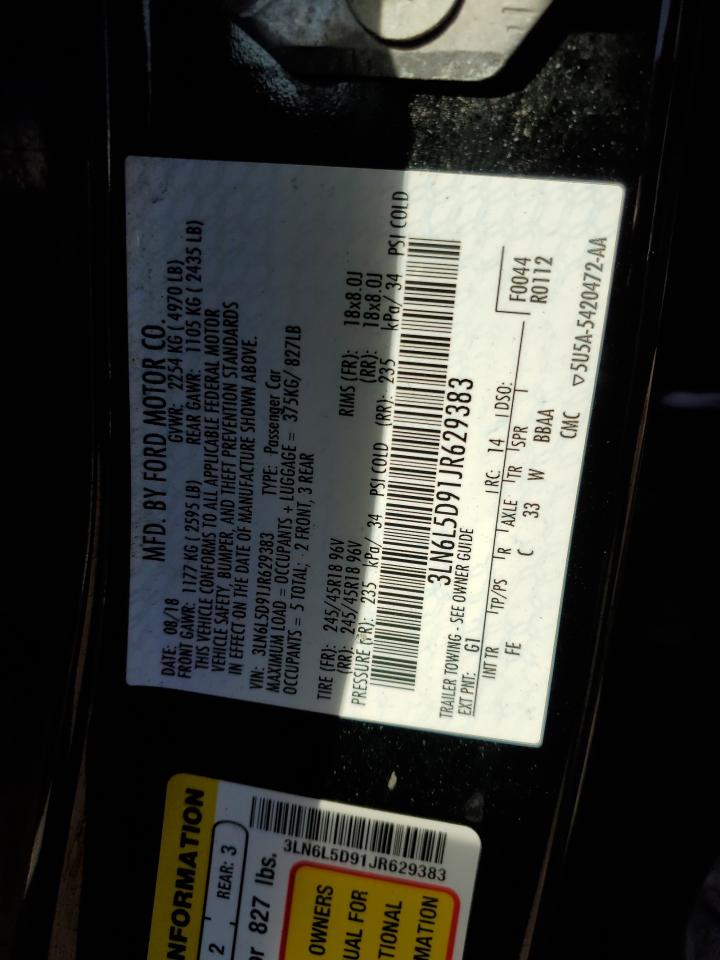 MFD. BY FORD MOTOR CO.
DATE: 08/18 GVWR: 2254 KG ( 4970 LB)
FRONT GAWR: 1177 KG ( 2595 LB) REAR GAWR: 1105 KG ( 2435 LB)
THIS VEHICLE CONFORMS TO ALL APPLICABLE FEDERAL MOTOR
VEHICLE SAFETY, BUMPER, AND THEFT PREVENTION STANDARDS
IN EFFECT ON THE DATE OF MANUFACTURE SHOWN ABOVE.
VIN: 3LN6L5D91JR629383 TYPE: Passenger Car
MAXIMUM LOAD = OCCUPANTS + LUGGAGE = 375KG/ 827LB
OCCUPANTS = 5 TOTAL; 2 FRONT, 3 REAR
TIRE (FR): 245/45R18 96V RIMS (FR): 18x8.0J
(RR): 245/45R18 96V (RR): 18x8.0J
PRESSURE (FR): 235 kPa/ 34 PSI COLD (RR): 235 kPa/ 34 PSI COLD
3LN6L5D91JR629383
TRAILER TOWING - SEE OWNER GUIDE
EXT PNT: G1 RC: 14 DSO: F0044
R0112
INT TR TP/PS R AXLE TR SPR
FE C 33 W BBAA
CMC ▽5U5A-5420472-AA
NFORMATION
2 REAR: 3
or 827 lbs.
3LN6L5D91JR629383
OWNERS
UAL FOR
TIONAL
MATION